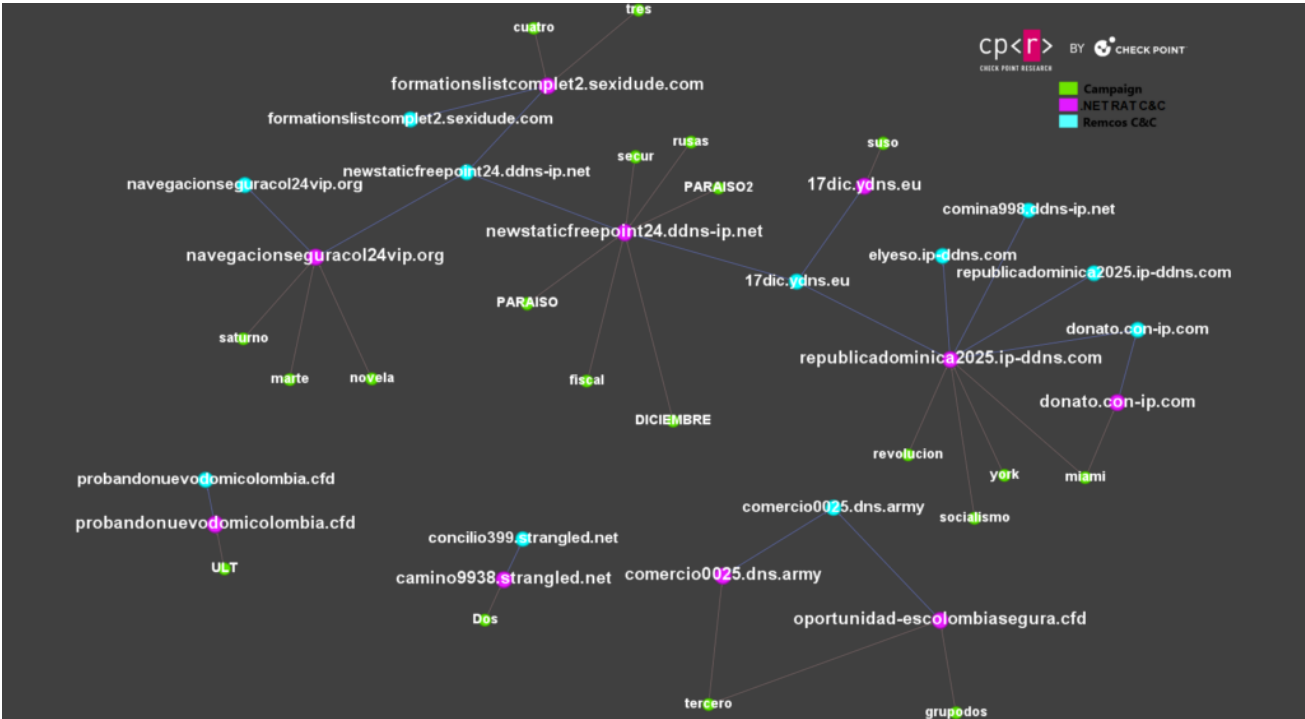 tres
cuatro
cp<r>
CHECK POINT RESEARCH
BY
CHECK POINT
formationslistcomplet2.sexidude.com
Campaign
.NET RAT C&C
Remcos C&C
formationslistcomplet2.sexidude.com
rusas
suso
secur
newstaticfreepoint24.ddns-ip.net
navegacionseguracol24vip.org
PARAISO2
17dic.ydns.eu
comina998.ddns-ip.net
newstaticfreepoint24.ddns-ip.net
navegacionseguracol24vip.org
elyeso.ip-ddns.com
republicadominica2025.ip-ddns.com
17dic.ydns.eu
PARAISO
donato.con-ip.com
saturno
republicadominica2025.ip-ddns.com
marte
novela
fiscal
donato.con-ip.com
DICIEMBRE
revolucion
york
miami
probandonuevodomicolombia.cfd
comercio0025.dns.army
socialismo
probandonuevodomicolombia.cfd
concilio399.strangled.net
ULT
camino9938.strangled.net
comercio0025.dns.army
Dos
oportunidad-escolombiasegura.cfd
tercero
grupodos